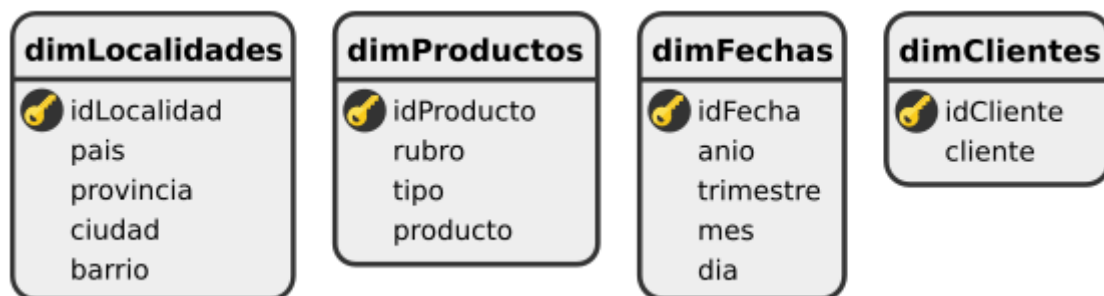 dimLocalidades
idLocalidad
pais
provincia
ciudad
barrio
dimProductos
idProducto
rubro
tipo
producto
dimFechas
idFecha
anio
trimestre
mes
dia
dimClientes
idCliente
cliente